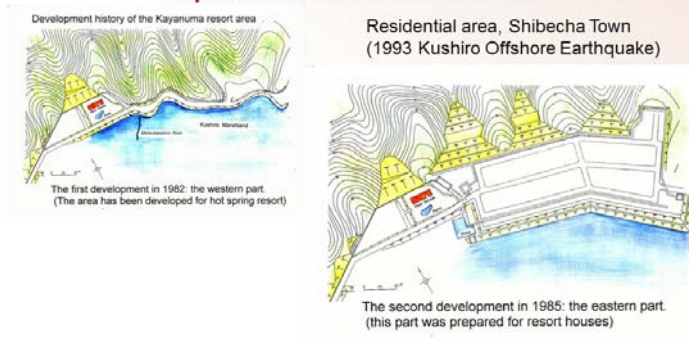 Development history of the Kayanuma resort area
Residential area, Shibecha Town
(1993 Kushiro Offshore Earthquake)
Kushiro Marshland
The first development in 1982: the western part.
(The area has been developed for hot spring resort)
The second development in 1985: the eastern part.
(this part was prepared for resort houses)